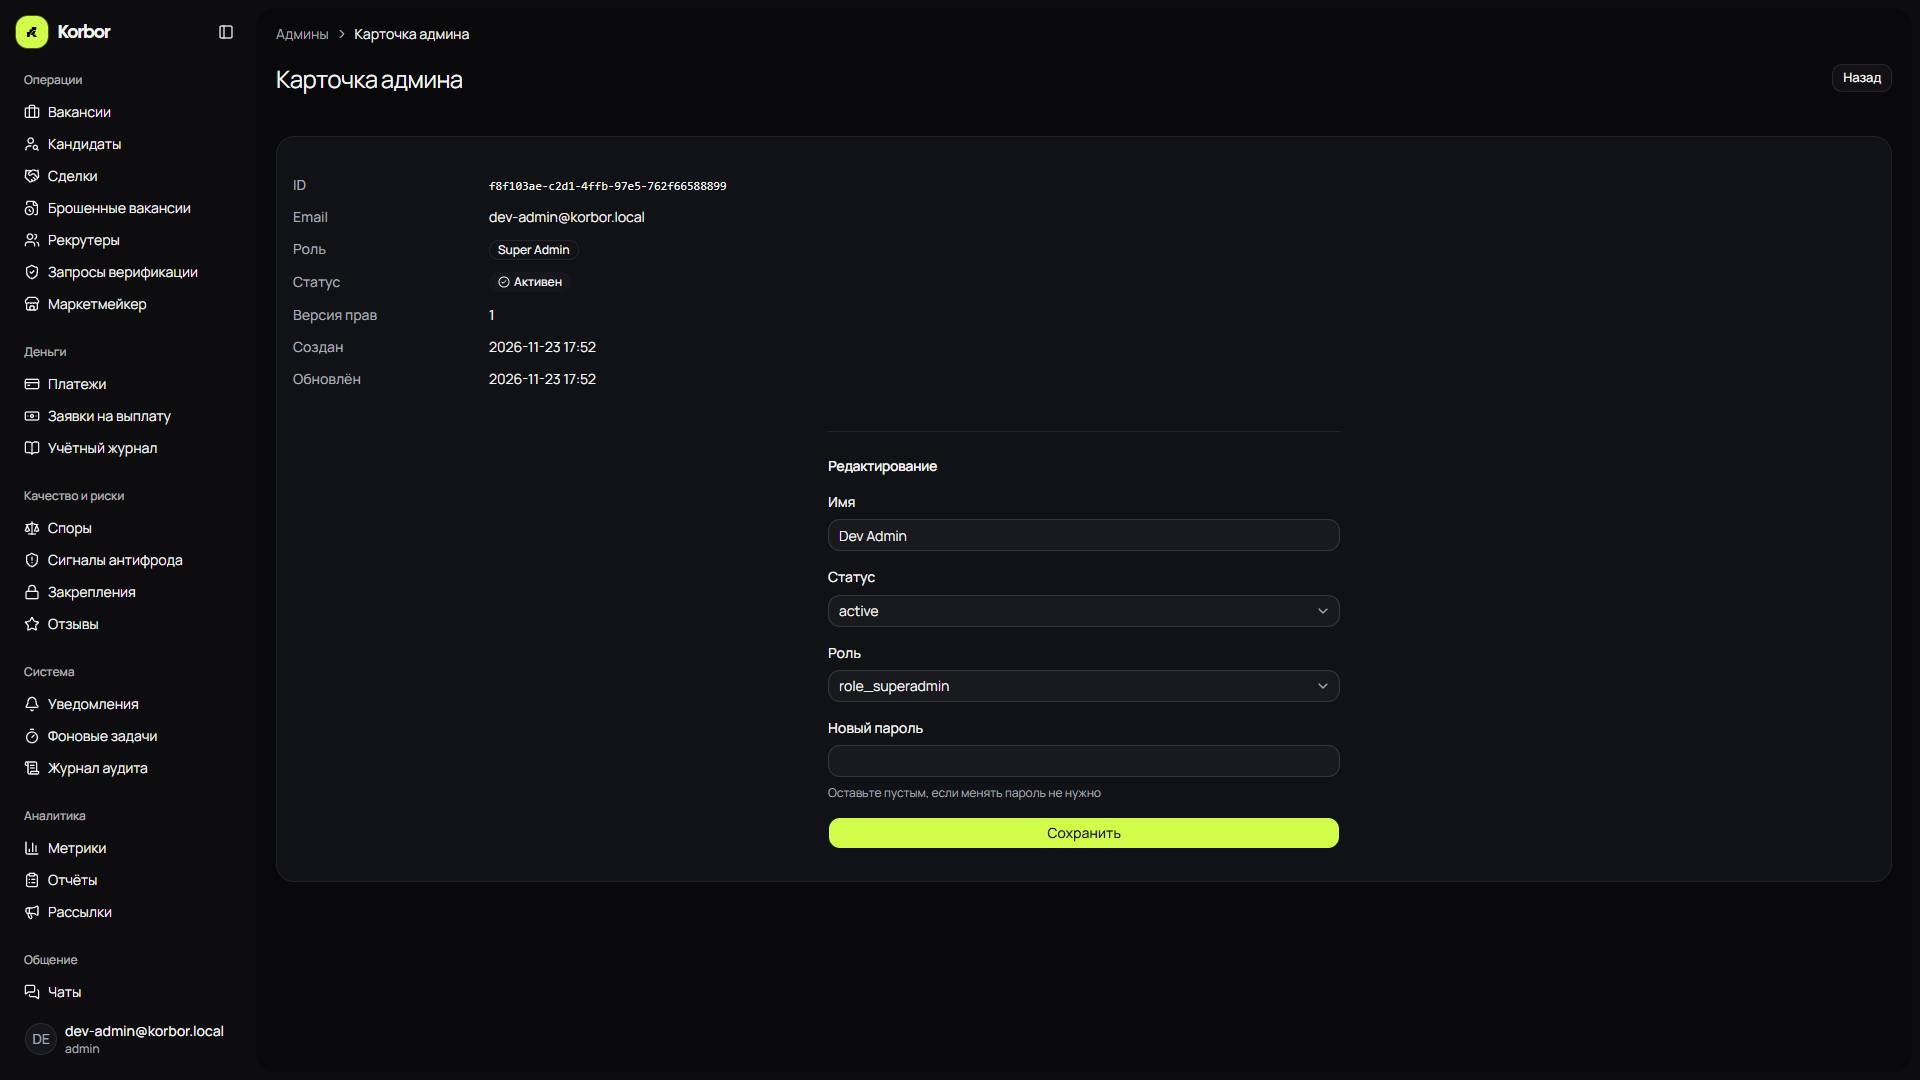 Korbor
Операции
Вакансии
Кандидаты
Сделки
Брошенные вакансии
Рекрутеры
Запросы верификации
Маркетмейкер
Деньги
Платежи
Заявки на выплату
Учётный журнал
Качество и риски
Споры
Сигналы антифрода
Закрепления
Отзывы
Система
Уведомления
Фоновые задачи
Журнал аудита
Аналитика
Метрики
Отчёты
Рассылки
Общение
Чаты
DE
dev-admin@korbor.local
admin
Админы > Карточка админа
Карточка админа
Назад
ID f8f103ae-c2d1-4ffb-97e5-762f66588899
Email dev-admin@korbor.local
Роль Super Admin
Статус Активен
Версия прав 1
Создан 2026-11-23 17:52
Обновлён 2026-11-23 17:52
Редактирование
Имя
Dev Admin
Статус
active
Роль
role_superadmin
Новый пароль
Оставьте пустым, если менять пароль не нужно
Сохранить